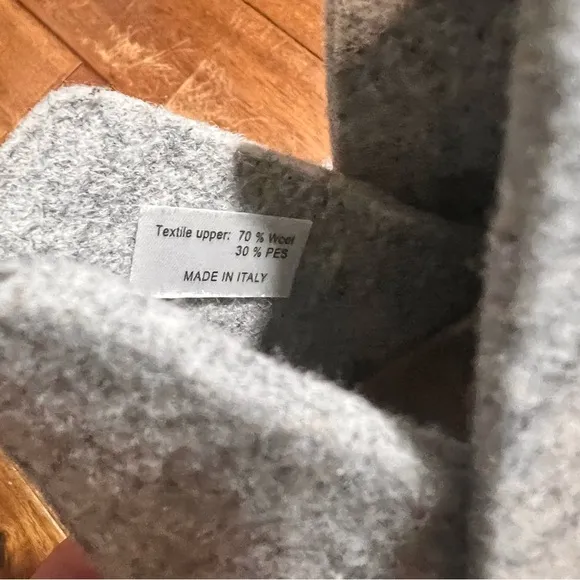 Textile upper: 70 % Wool
30 % PES
MADE IN ITALY